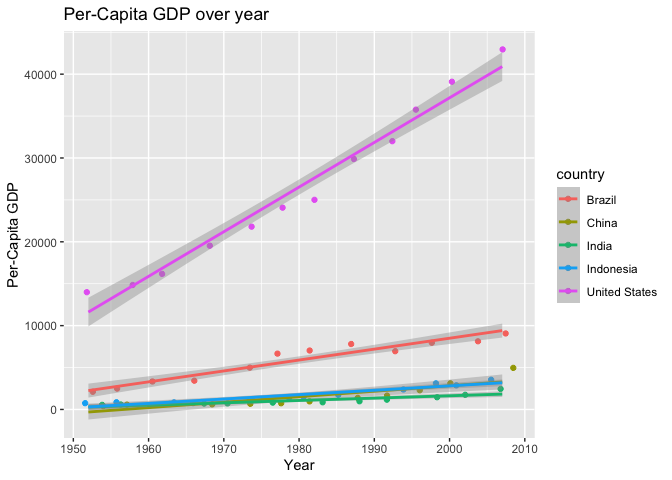 Per-Capita GDP over year
Per-Capita GDP
40000
30000
20000
10000
0
1950 1960 1970 1980 1990 2000 2010
Year
country
Brazil
China
India
Indonesia
United States